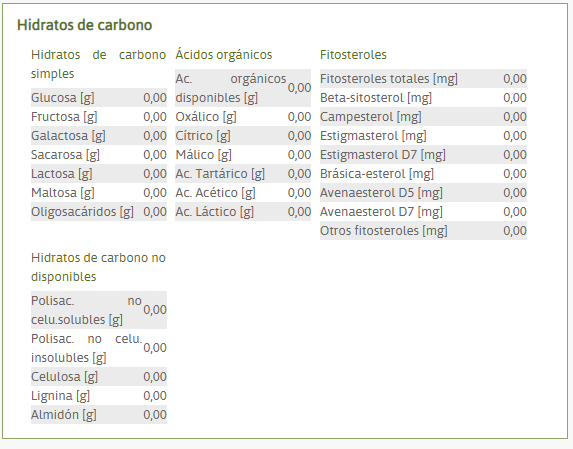 Hidratos de carbono
Hidratos de carbono
simples
Glucosa [g] 0,00
Fructosa [g] 0,00
Galactosa [g] 0,00
Sacarosa [g] 0,00
Lactosa [g] 0,00
Maltosa [g] 0,00
Oligosacáridos [g] 0,00
Ácidos orgánicos
Ac. orgánicos
disponibles [g] 0,00
Oxálico [g] 0,00
Cítrico [g] 0,00
Málico [g] 0,00
Ac. Tartárico [g] 0,00
Ac. Acético [g] 0,00
Ac. Láctico [g] 0,00
Fitosteroles
Fitosteroles totales [mg] 0,00
Beta-sitosterol [mg] 0,00
Campesterol [mg] 0,00
Estigmasterol [mg] 0,00
Estigmasterol D7 [mg] 0,00
Brásica-esterol [mg] 0,00
Avenaesterol D5 [mg] 0,00
Avenaesterol D7 [mg] 0,00
Otros fitosteroles [mg] 0,00
Hidratos de carbono no
disponibles
Polisac. no
celu.solubles [g] 0,00
Polisac. no celu.
insolubles [g] 0,00
Celulosa [g] 0,00
Lignina [g] 0,00
Almidón [g] 0,00